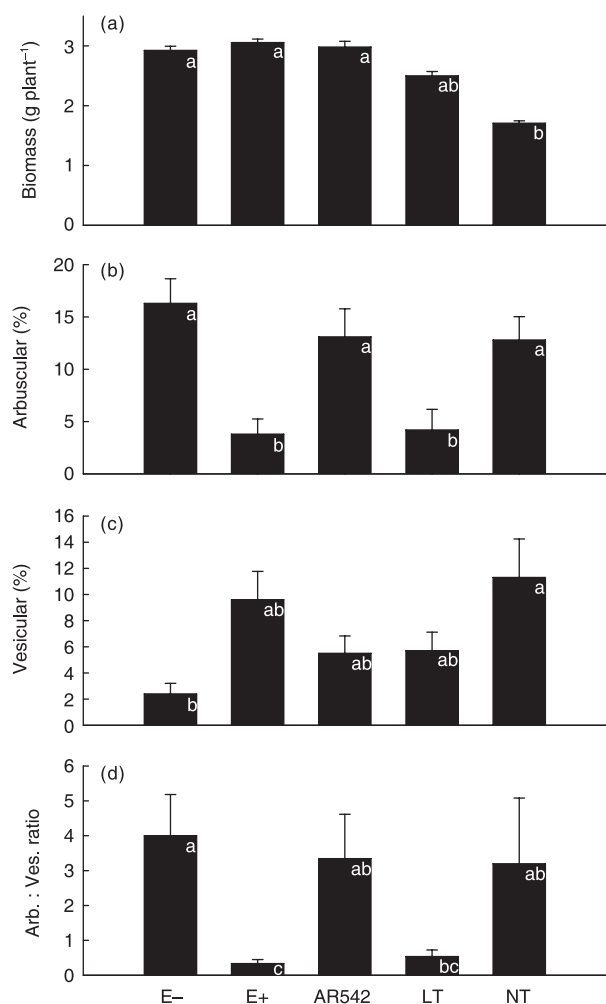 (a)
Biomass (g plant⁻¹)
3
2
1
0
a
a
a
ab
b
(b)
Arbuscular (%)
20
15
10
5
0
a
b
a
b
a
(c)
Vesicular (%)
16
14
12
10
8
6
4
2
0
b
ab
ab
ab
a
(d)
Arb. : Ves. ratio
6
5
4
3
2
1
0
a
c
ab
bc
ab
E– E+ AR542 LT NT